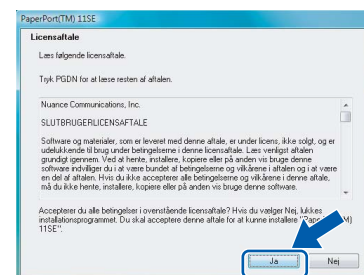 PaperPort(TM) 11SE
Licensaftale
Læs følgende licensaftale.
Tryk PGDN for at læse resten af aftalen.
Nuance Communications, Inc.
SLUTBRUGERLICENSAFTALE
Software og materialer, som er leveret med denne aftale, er under licens, ikke solgt, og er
udelukkende til brug under betingelserne i denne licensaftale. Læs venligst aftalen
grundigt igennem. Ved at hente, installere, kopiere eller på anden vis bruge denne
software indvilliger du i at være bundet af betingelserne og vilkårene i aftalen og i at være
en del af aftalen. Hvis du ikke accepterer alle betingelserne og vilkårene i denne aftale,
må du ikke hente, installere, kopiere eller på anden vis bruge denne software.
Accepterer du alle betingelser i ovenstående licensaftale? Hvis du vælger Nej, lukkes
installationsprogrammet. Du skal acceptere denne aftale for at kunne installere
11SE".
Ja
Nej